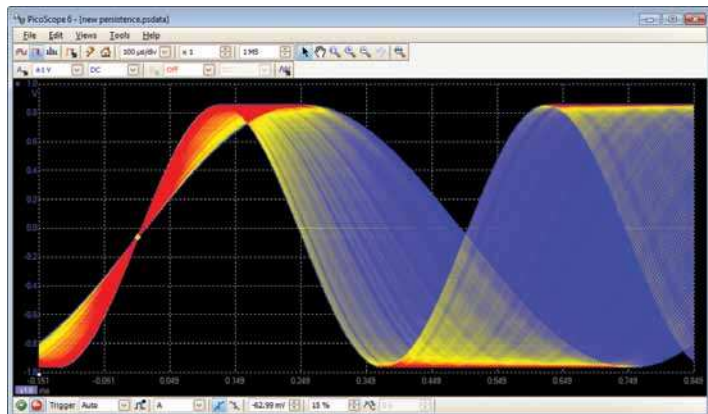 PicoScope 6 - [new persistence.psdata]
File Edit Views Tools Help
100 µs/div x 1 1 MS
A ±1 V DC Off
1.0
V
0.8
0.6
0.4
0.2
0.0
-0.2
-0.4
-0.6
-0.8
-1.0
-0.151 -0.051 0.049 0.149 0.249 0.349 0.449 0.549 0.649 0.749 0.849
x1.0 ms
Trigger Auto A -62.99 mV 15 %